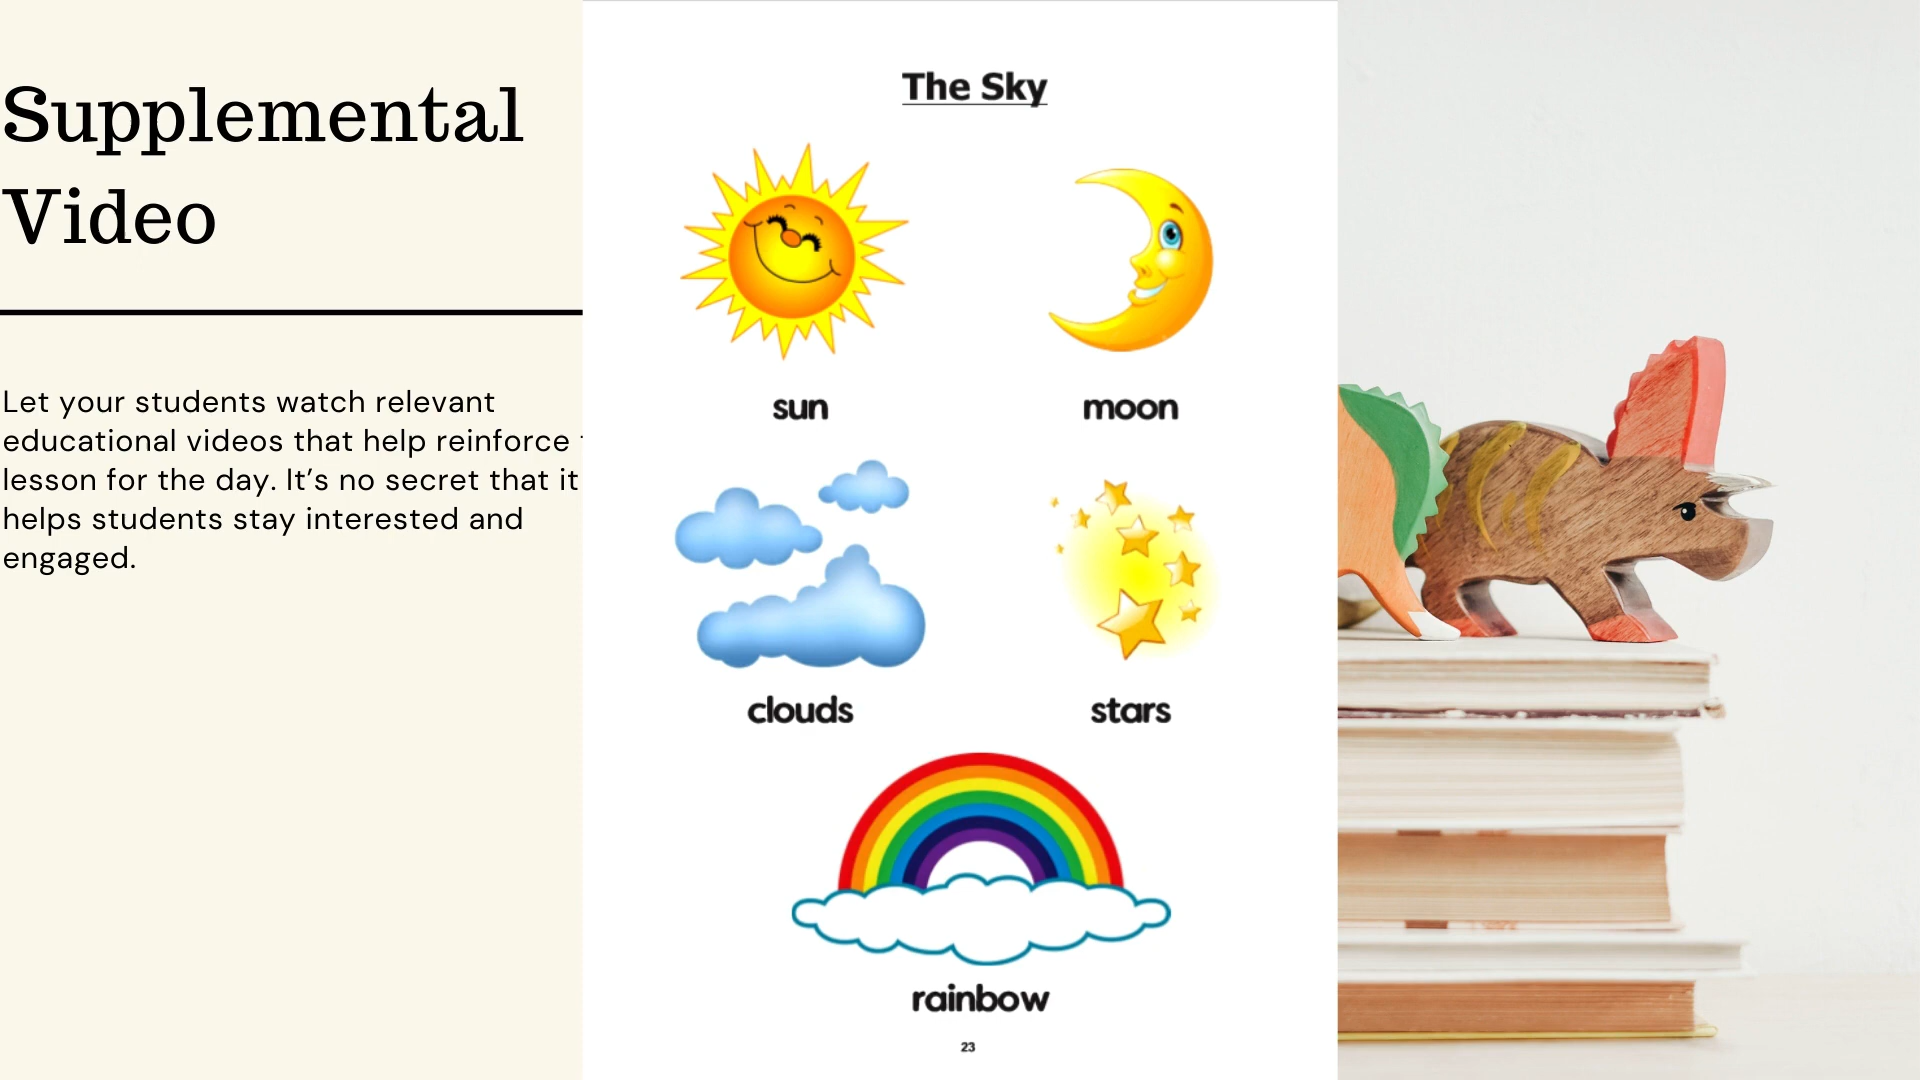 Supplemental
Video
Let your students watch relevant
educational videos that help reinforce
lesson for the day. It’s no secret that it
helps students stay interested and
engaged.
The Sky
sun moon
clouds stars
rainbow
23